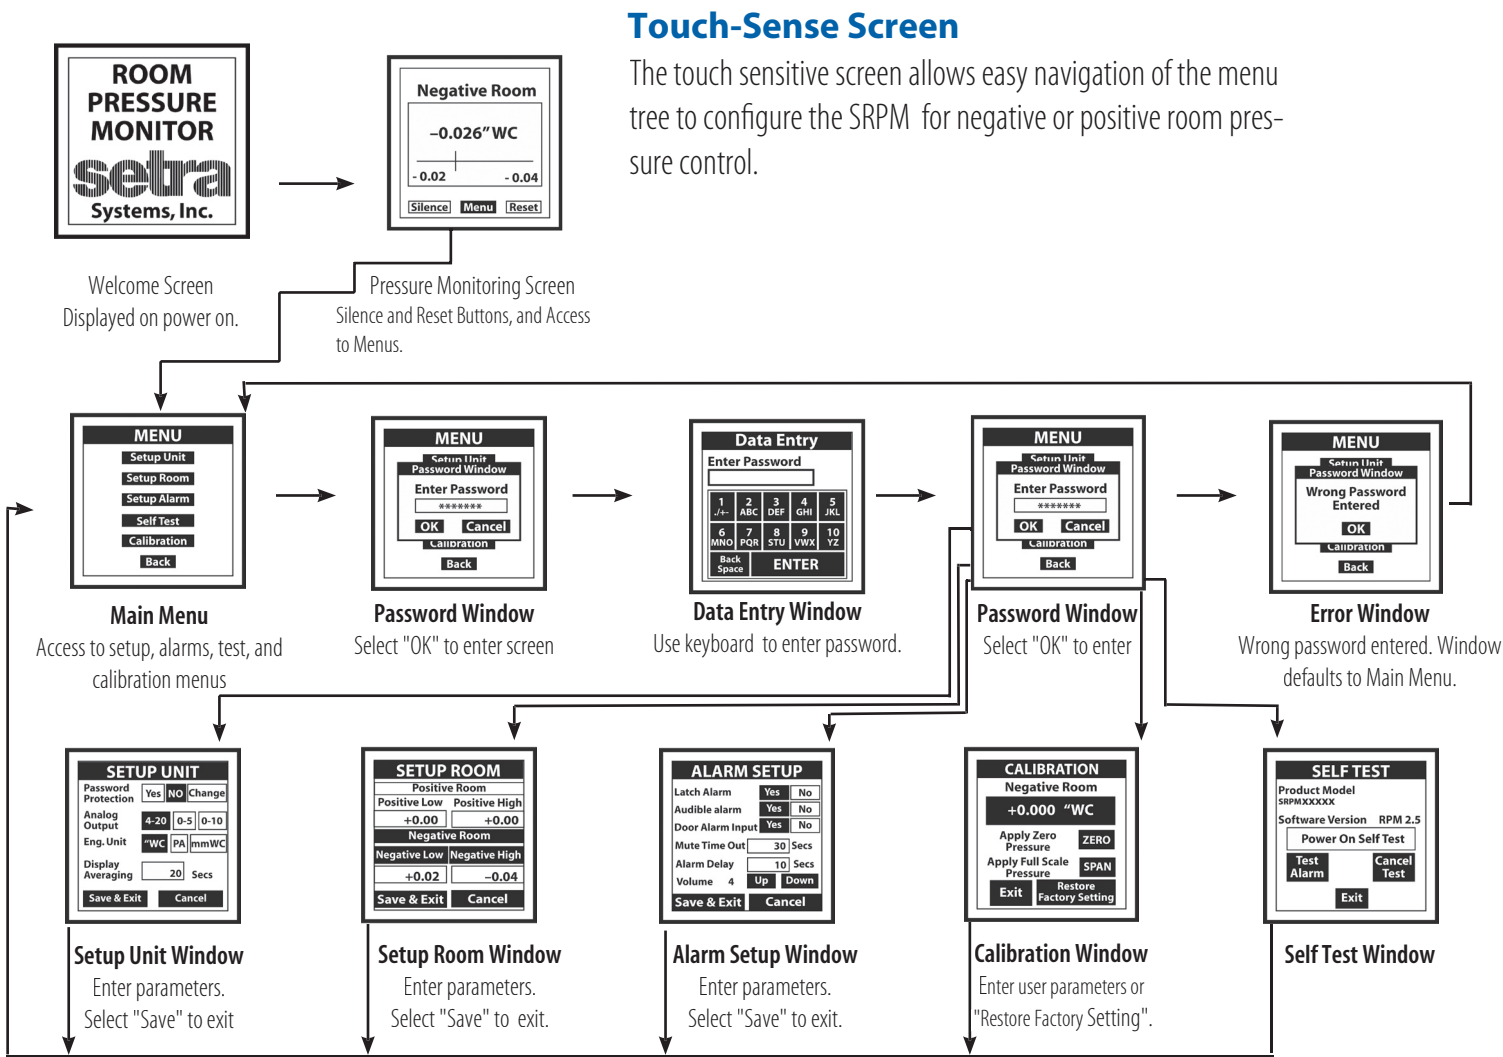 Touch-Sense Screen
The touch sensitive screen allows easy navigation of the menu
tree to configure the SRPM for negative or positive room pres-
sure control.
ROOM
PRESSURE
MONITOR
setra
Systems, Inc.
Welcome Screen
Displayed on power on.
Negative Room
–0.026”WC
- 0.02 - 0.04
Silence Menu Reset
Pressure Monitoring Screen
Silence and Reset Buttons, and Access
to Menus.
MENU
Setup Unit
Setup Room
Setup Alarm
Self Test
Calibration
Back
Main Menu
Access to setup, alarms, test, and
calibration menus
MENU
Setup Unit
Password Window
Enter Password
*******
OK Cancel
Calibration
Back
Password Window
Select "OK" to enter screen
Data Entry
Enter Password
1 2 3 4 5
./+- ABC DEF GHI JKL
6 7 8 9 10
MNO PQR STU VWX YZ
Back
Space ENTER
Data Entry Window
Use keyboard to enter password.
MENU
Setup Unit
Password Window
Enter Password
*******
OK Cancel
Calibration
Back
Password Window
Select "OK" to enter
MENU
Setup Unit
Password Window
Wrong Password
Entered
OK
Calibration
Back
Error Window
Wrong password entered. Window
defaults to Main Menu.
SETUP UNIT
Password
Protection Yes NO Change
Analog
Output 4-20 0-5 0-10
Eng. Unit “WC PA mmWC
Display
Averaging 20 Secs
Save & Exit Cancel
Setup Unit Window
Enter parameters.
Select "Save" to exit
SETUP ROOM
Positive Room
Positive Low Positive High
+0.00 +0.00
Negative Room
Negative Low Negative High
+0.02 –0.04
Save & Exit Cancel
Setup Room Window
Enter parameters.
Select "Save" to exit.
ALARM SETUP
Latch Alarm Yes No
Audible alarm Yes No
Door Alarm Input Yes No
Mute Time Out 30 Secs
Alarm Delay 10 Secs
Volume 4 Up Down
Save & Exit Cancel
Alarm Setup Window
Enter parameters.
Select "Save" to exit.
CALIBRATION
Negative Room
+0.000 “WC
Apply Zero
Pressure ZERO
Apply Full Scale
Pressure SPAN
Exit Restore
Factory Setting
Calibration Window
Enter user parameters or
"Restore Factory Setting".
SELF TEST
Product Model
SRPMXXXXX
Software Version RPM 2.5
Power On Self Test
Test
Alarm
Cancel
Test
Exit
Self Test Window